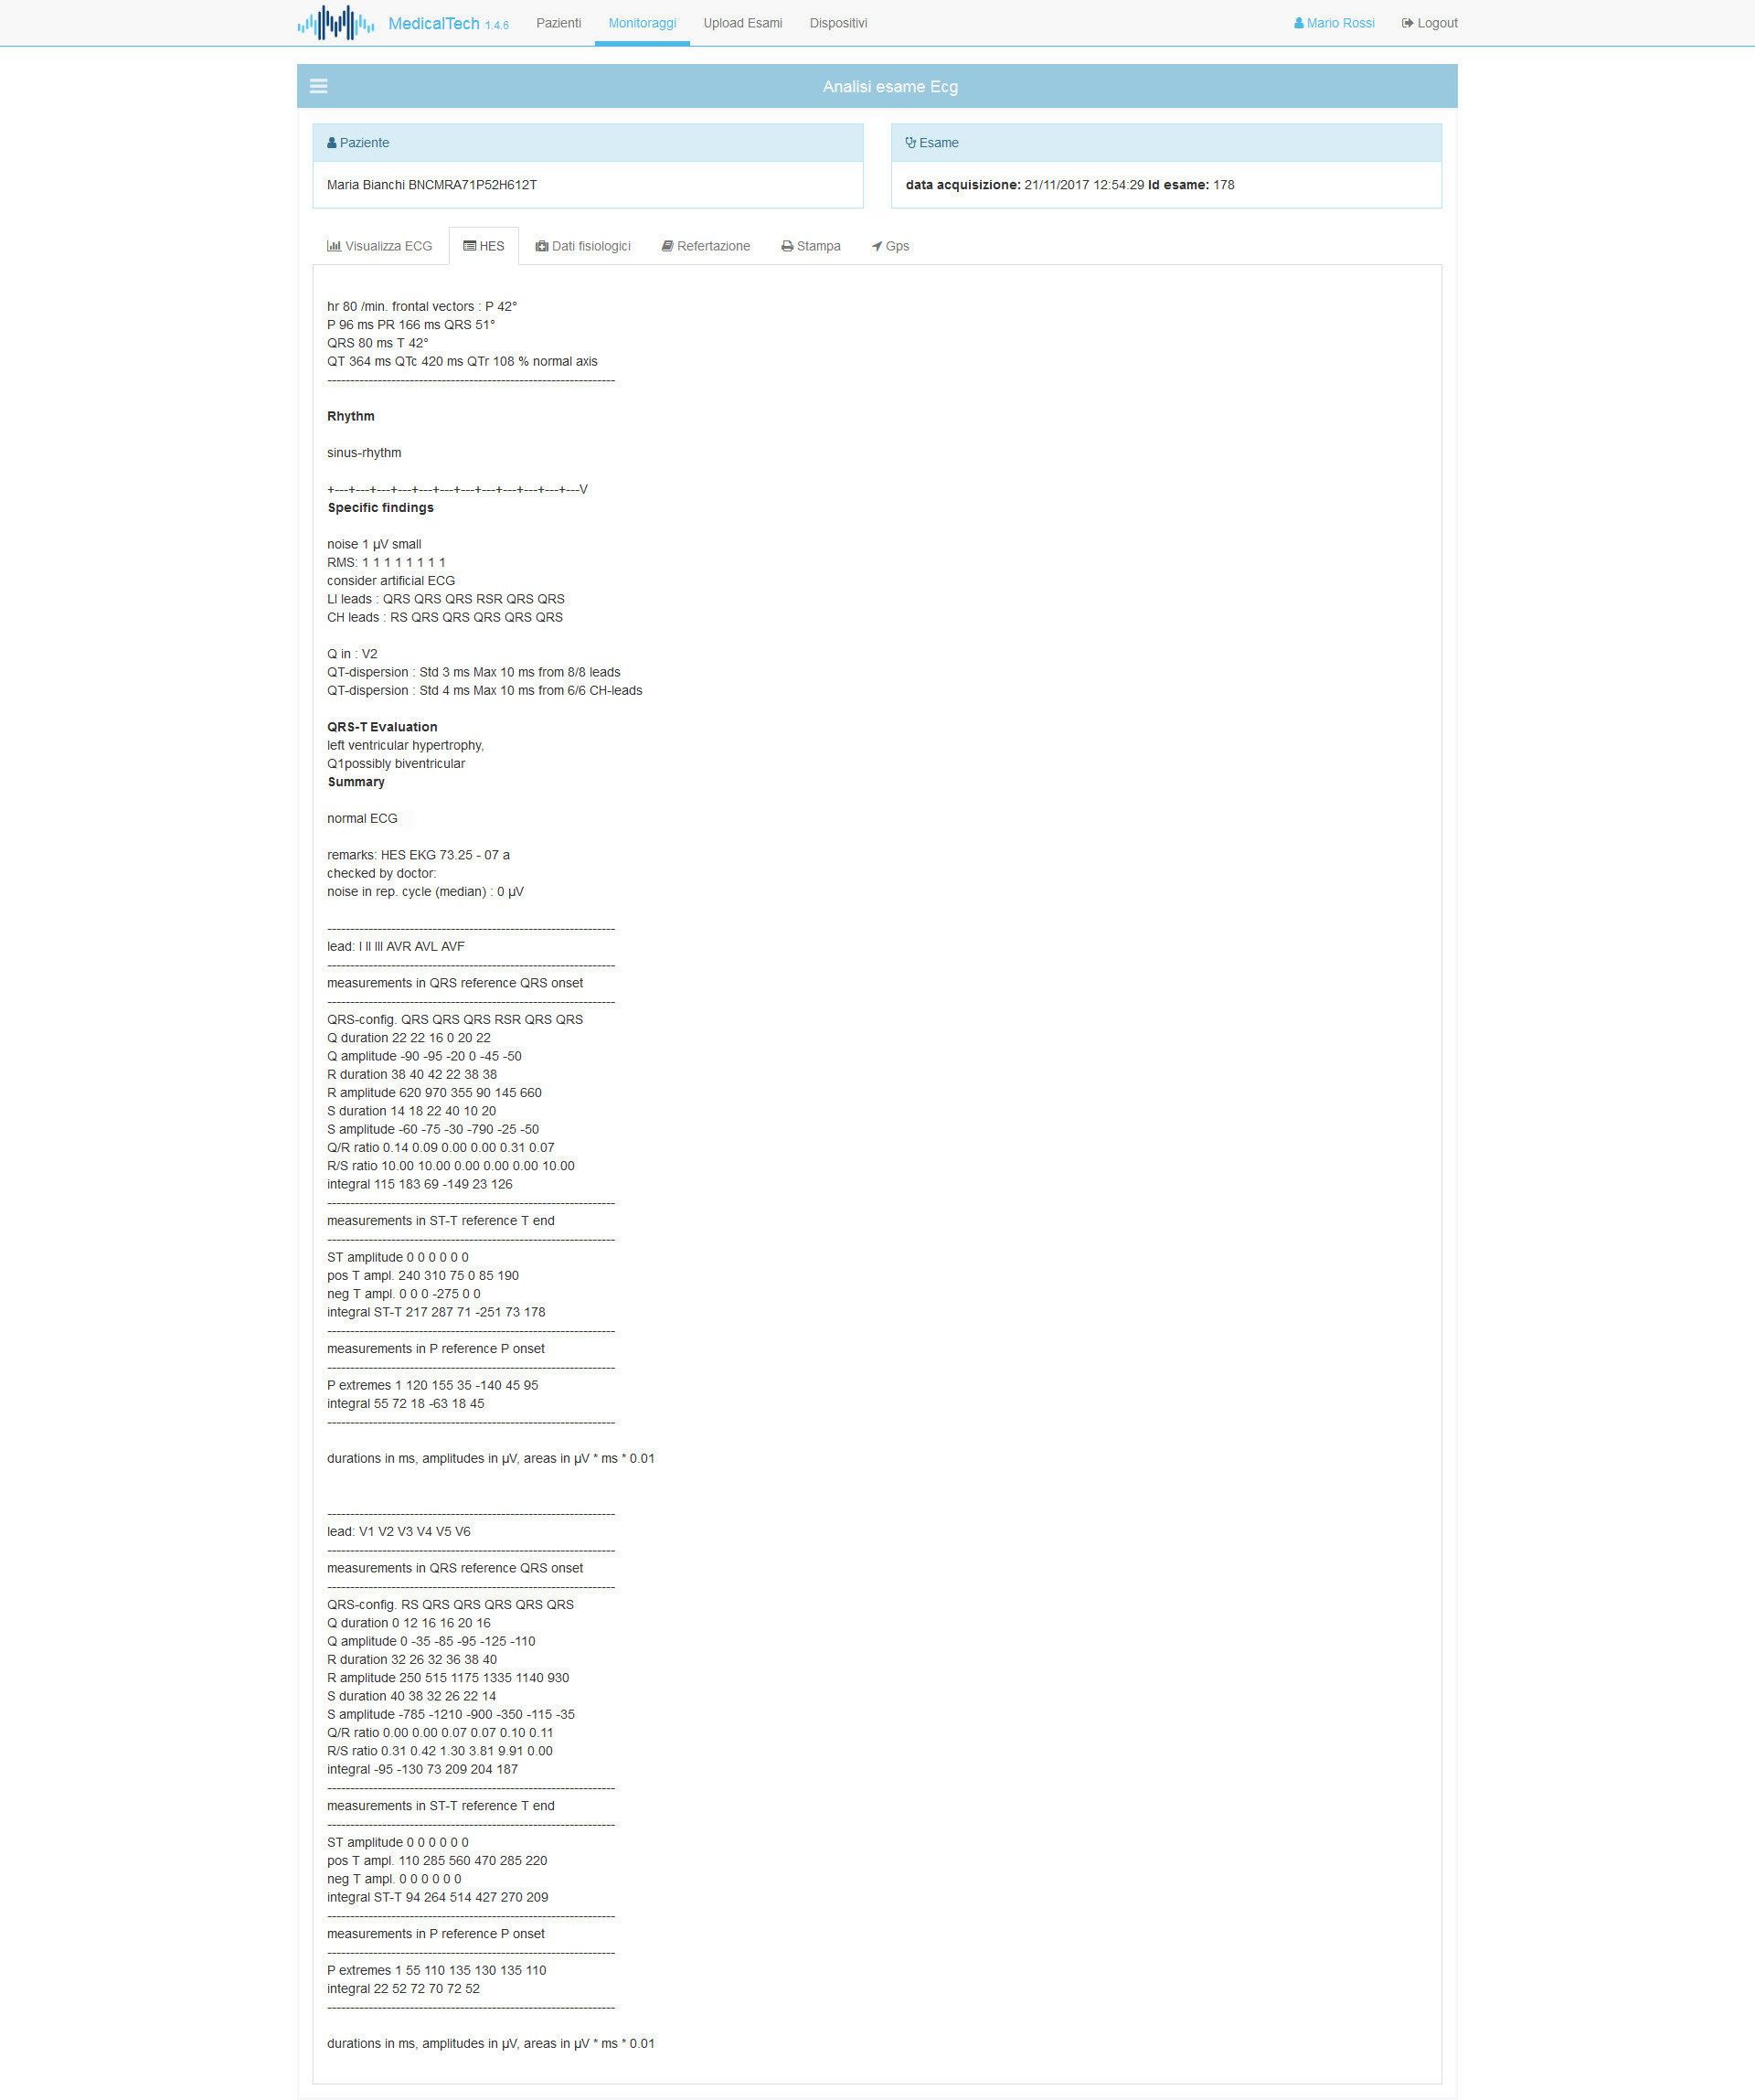 MedicalTech 1.4.6 Pazienti Monitoraggi Upload Esami Dispositivi Mario Rossi Logout
Analisi esame Ecg
Paziente
Maria Bianchi BNCMRA71P52H612T
Esame
data acquisizione: 21/11/2017 12:54:29 Id esame: 178
Visualizza ECG HES Dati fisiologici Refertazione Stampa Gps
hr 80 /min. frontal vectors : P 42°
P 96 ms PR 166 ms QRS 51°
QRS 80 ms T 42°
QT 364 ms QTc 420 ms QTr 108 % normal axis
----------------------------------------------------------------
Rhythm
sinus-rhythm
+---+---+---+---+---+---+---+---+---+---+---+---V
Specific findings
noise 1 µV small
RMS: 1 1 1 1 1 1 1 1
consider artificial ECG
LI leads : QRS QRS QRS RSR QRS QRS
CH leads : RS QRS QRS QRS QRS QRS
Q in : V2
QT-dispersion : Std 3 ms Max 10 ms from 8/8 leads
QT-dispersion : Std 4 ms Max 10 ms from 6/6 CH-leads
QRS-T Evaluation
left ventricular hypertrophy,
Q1possibly biventricular
Summary
normal ECG
remarks: HES EKG 73.25 - 07 a
checked by doctor:
noise in rep. cycle (median) : 0 µV
----------------------------------------------------------------
lead: I II III AVR AVL AVF
----------------------------------------------------------------
measurements in QRS reference QRS onset
----------------------------------------------------------------
QRS-config. QRS QRS QRS RSR QRS QRS
Q duration 22 22 16 0 20 22
Q amplitude -90 -95 -20 0 -45 -50
R duration 38 40 42 22 38 38
R amplitude 620 970 355 90 145 660
S duration 14 18 22 40 10 20
S amplitude -60 -75 -30 -790 -25 -50
Q/R ratio 0.14 0.09 0.00 0.00 0.31 0.07
R/S ratio 10.00 10.00 0.00 0.00 0.00 10.00
integral 115 183 69 -149 23 126
----------------------------------------------------------------
measurements in ST-T reference T end
----------------------------------------------------------------
ST amplitude 0 0 0 0 0 0
pos T ampl. 240 310 75 0 85 190
neg T ampl. 0 0 0 -275 0 0
integral ST-T 217 287 71 -251 73 178
----------------------------------------------------------------
measurements in P reference P onset
----------------------------------------------------------------
P extremes 1 120 155 35 -140 45 95
integral 55 72 18 -63 18 45
----------------------------------------------------------------
durations in ms, amplitudes in µV, areas in µV * ms * 0.01
----------------------------------------------------------------
lead: V1 V2 V3 V4 V5 V6
----------------------------------------------------------------
measurements in QRS reference QRS onset
----------------------------------------------------------------
QRS-config. RS QRS QRS QRS QRS QRS
Q duration 0 12 16 16 20 16
Q amplitude 0 -35 -85 -95 -125 -110
R duration 32 26 32 36 38 40
R amplitude 250 515 1175 1335 1140 930
S duration 40 38 32 26 22 14
S amplitude -785 -1210 -900 -350 -115 -35
Q/R ratio 0.00 0.00 0.07 0.07 0.10 0.11
R/S ratio 0.31 0.42 1.30 3.81 9.91 0.00
integral -95 -130 73 209 204 187
----------------------------------------------------------------
measurements in ST-T reference T end
----------------------------------------------------------------
ST amplitude 0 0 0 0 0 0
pos T ampl. 110 285 560 470 285 220
neg T ampl. 0 0 0 0 0 0
integral ST-T 94 264 514 427 270 209
----------------------------------------------------------------
measurements in P reference P onset
----------------------------------------------------------------
P extremes 1 55 110 135 130 135 110
integral 22 52 72 70 72 52
----------------------------------------------------------------
durations in ms, amplitudes in µV, areas in µV * ms * 0.01